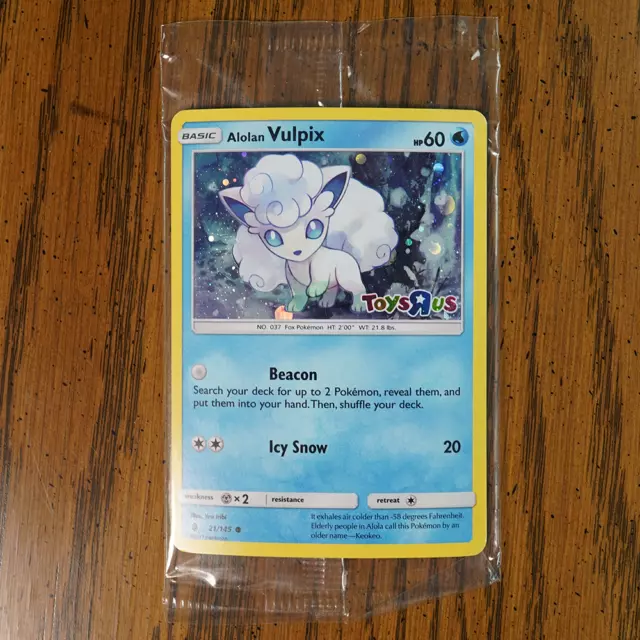 BASIC Alolan Vulpix HP60
TOYS R US
NO. 037 Fox Pokémon HT: 2'00" WT: 21.8 lbs.
Beacon
Search your deck for up to 2 Pokémon, reveal them, and
put them into your hand. Then, shuffle your deck.
Icy Snow 20
weakness ×2 resistance retreat
21/145
It exhales air colder than -58 degrees Fahrenheit.
Elderly people in Alola call this Pokémon by an
older name—Keokeo.